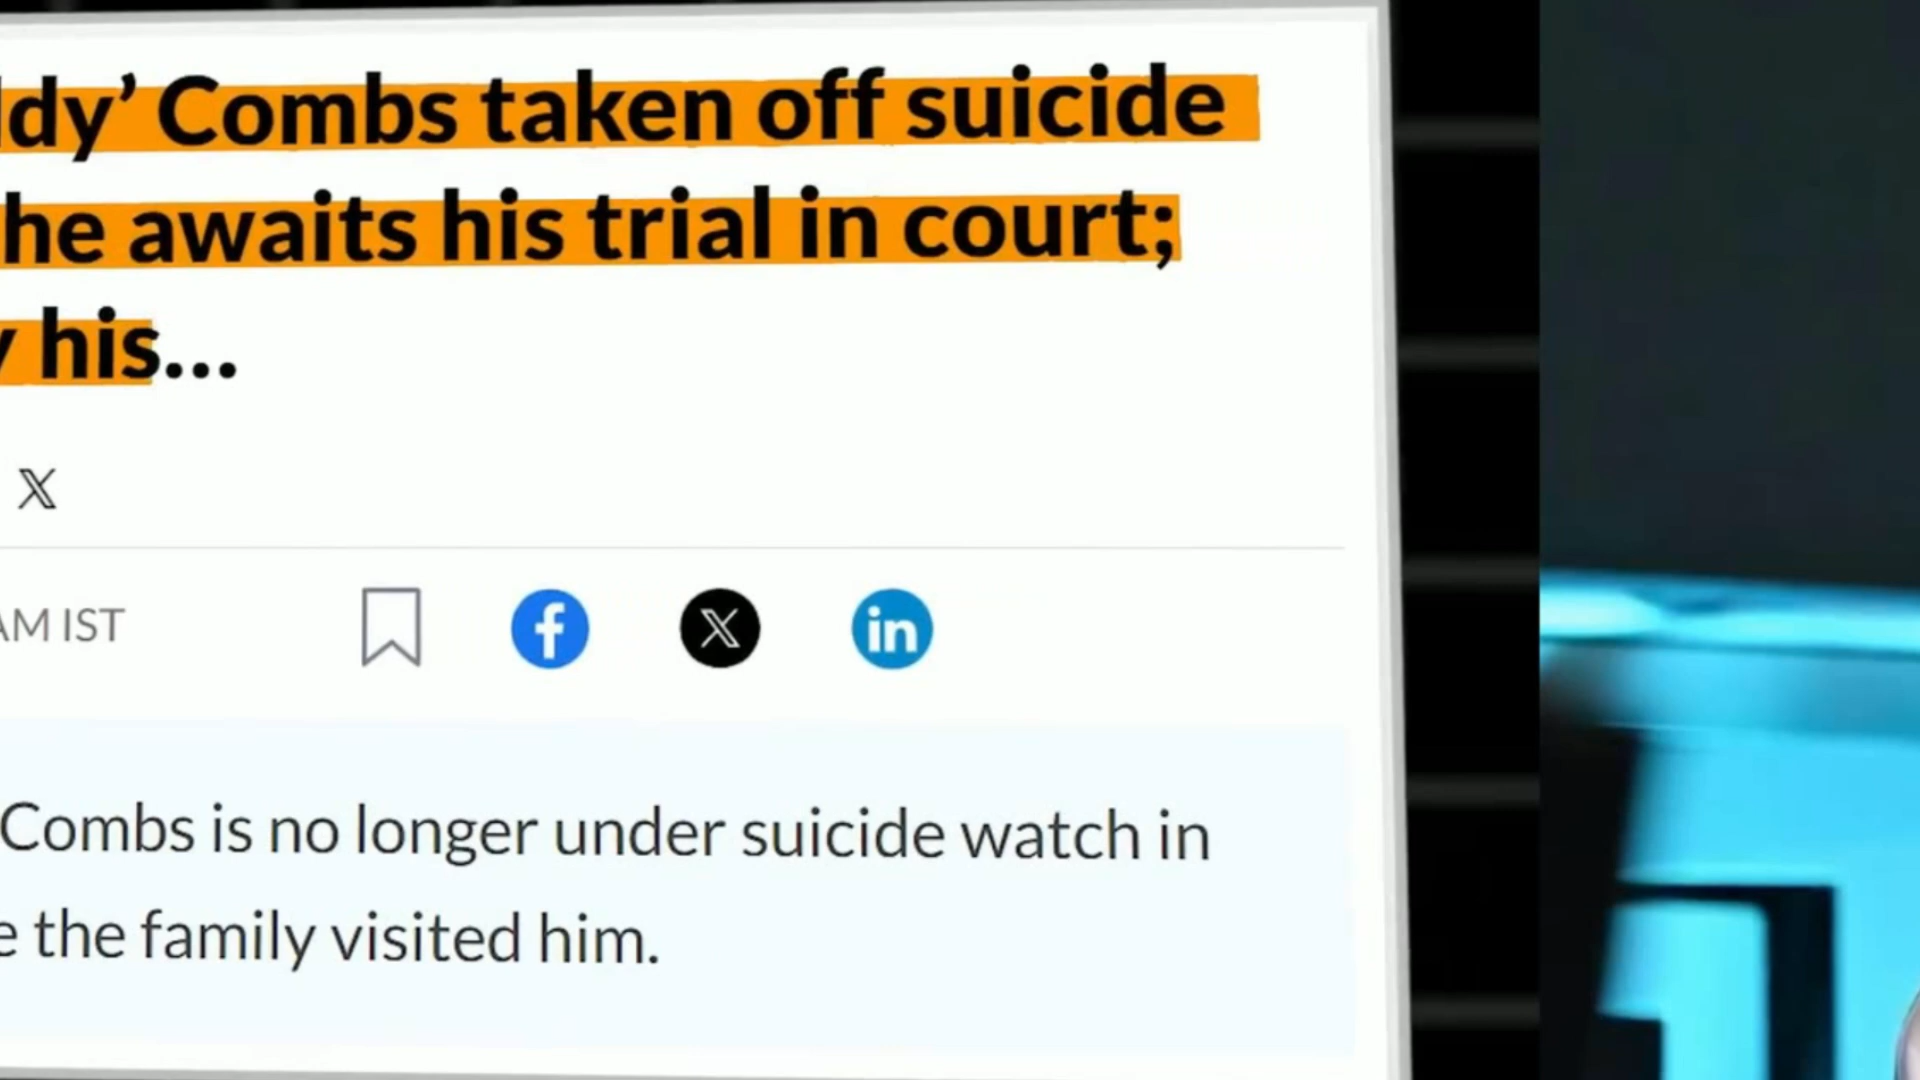 dy’ Combs taken off suicide
he awaits his trial in court;
y his...
X
AM IST
f X in
Combs is no longer under suicide watch in
e the family visited him.